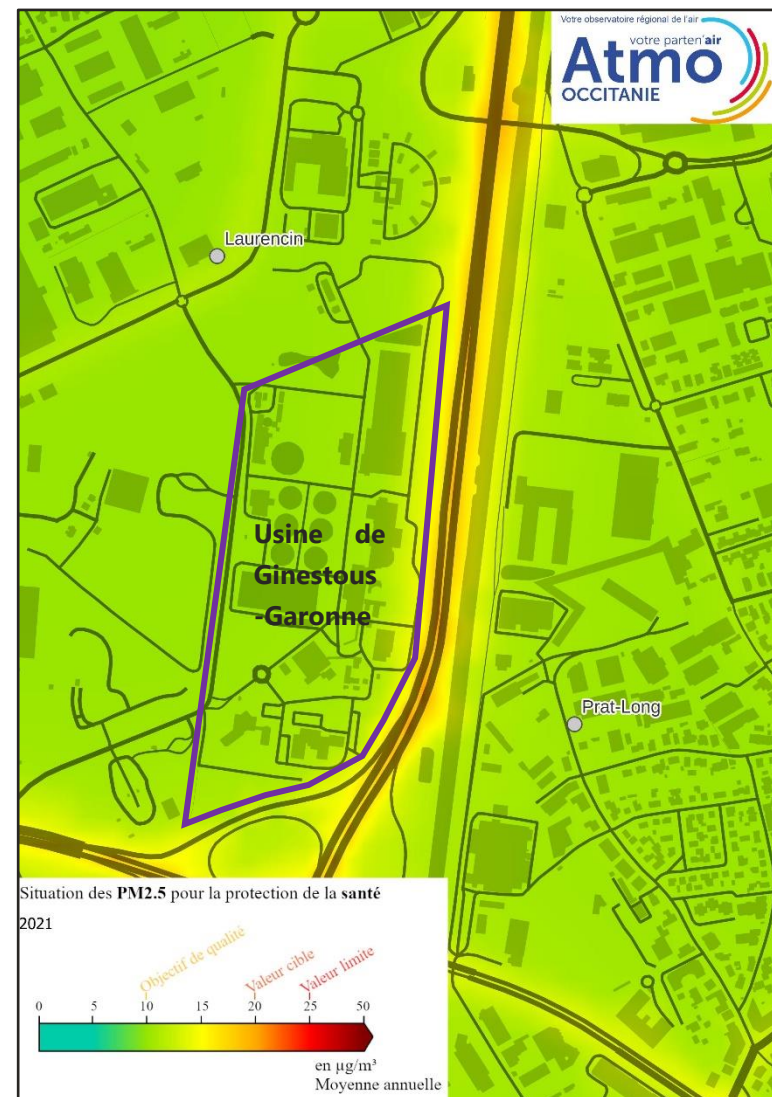 Votre observatoire régional de l'air
votre parten'air
Atmo
OCCITANIE
Laurencin
Usine de
Ginestous
-Garonne
Prat-Long
Situation des PM2.5 pour la protection de la santé
2021
Objectif de qualité
Valeur cible
Valeur limite
0 5 10 15 20 25 50
en µg/m³
Moyenne annuelle